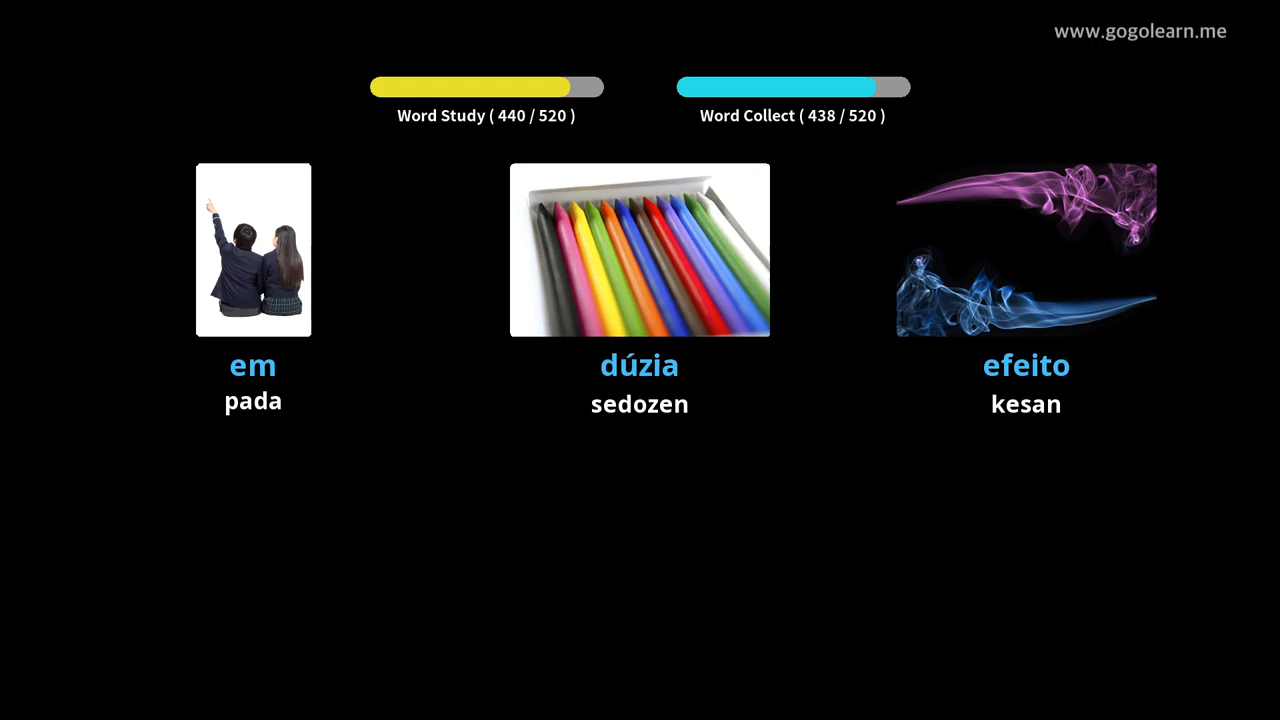 www.gogolearn.me
Word Study ( 440 / 520 )
Word Collect ( 438 / 520 )
em
pada
dúzia
sedozen
efeito
kesan